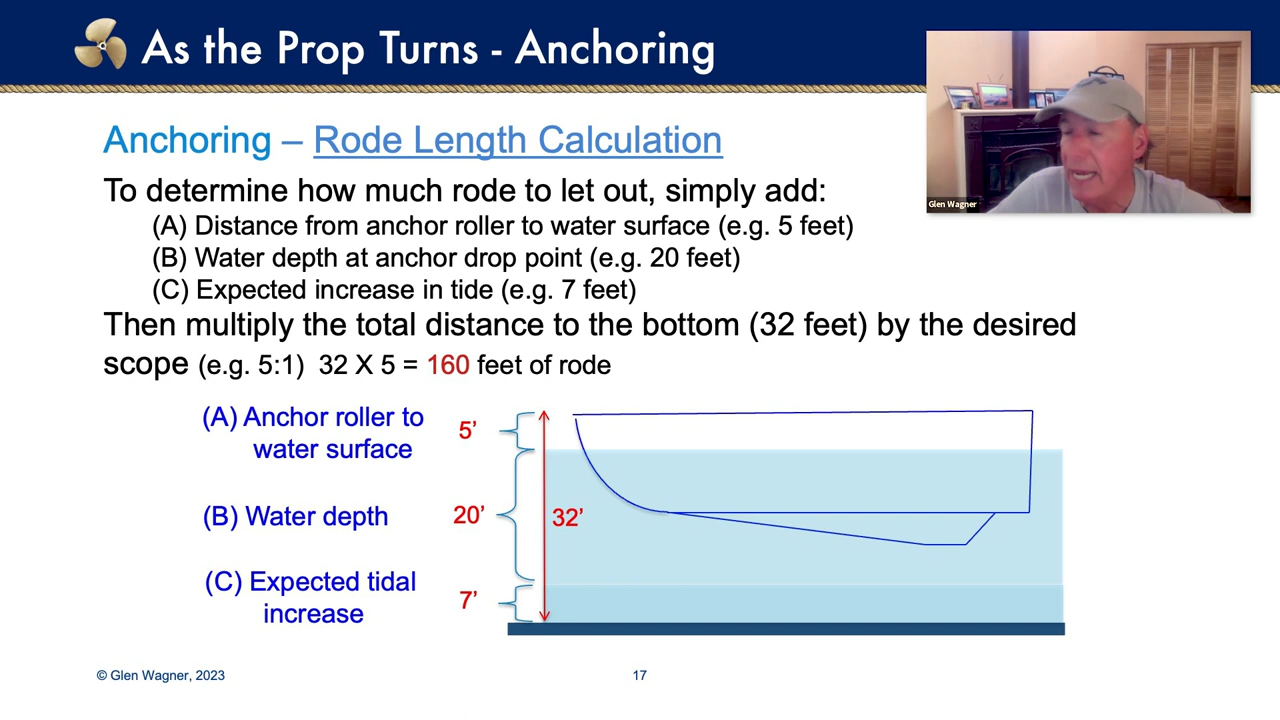 As the Prop Turns - Anchoring
Glen Wagner
Anchoring – Rode Length Calculation
To determine how much rode to let out, simply add:
(A) Distance from anchor roller to water surface (e.g. 5 feet)
(B) Water depth at anchor drop point (e.g. 20 feet)
(C) Expected increase in tide (e.g. 7 feet)
Then multiply the total distance to the bottom (32 feet) by the desired
scope (e.g. 5:1) 32 X 5 = 160 feet of rode
(A) Anchor roller to
water surface
5’
(B) Water depth
20’
32’
(C) Expected tidal
increase
7’
© Glen Wagner, 2023
17